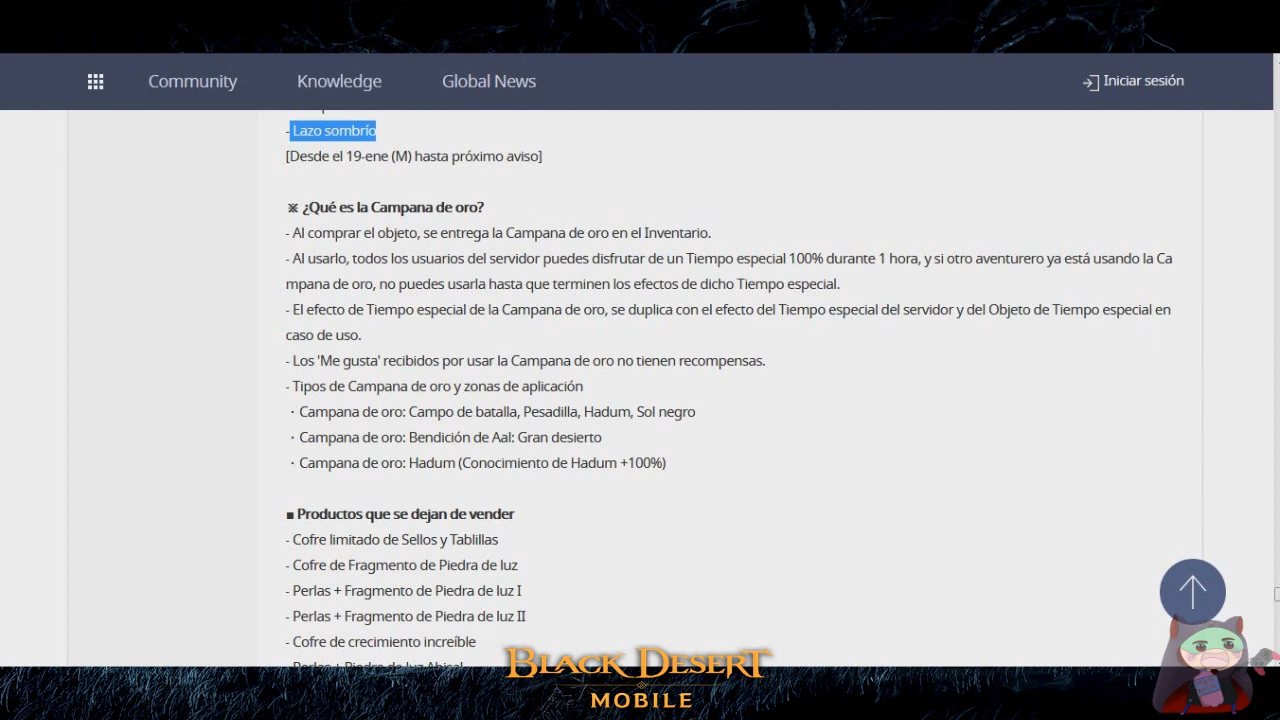 Community
Knowledge
Global News
Iniciar sesión
- Lazo sombrío
[Desde el 19-ene (M) hasta próximo aviso]
※ ¿Qué es la Campana de oro?
- Al comprar el objeto, se entrega la Campana de oro en el Inventario.
- Al usarlo, todos los usuarios del servidor puedes disfrutar de un Tiempo especial 100% durante 1 hora, y si otro aventurero ya está usando la Ca
mpana de oro, no puedes usarla hasta que terminen los efectos de dicho Tiempo especial.
- El efecto de Tiempo especial de la Campana de oro, se duplica con el efecto del Tiempo especial del servidor y del Objeto de Tiempo especial en
caso de uso.
- Los 'Me gusta' recibidos por usar la Campana de oro no tienen recompensas.
- Tipos de Campana de oro y zonas de aplicación
· Campana de oro: Campo de batalla, Pesadilla, Hadum, Sol negro
· Campana de oro: Bendición de Aal: Gran desierto
· Campana de oro: Hadum (Conocimiento de Hadum +100%)
■ Productos que se dejan de vender
- Cofre limitado de Sellos y Tablillas
- Cofre de Fragmento de Piedra de luz
- Perlas + Fragmento de Piedra de luz I
- Perlas + Fragmento de Piedra de luz II
- Cofre de crecimiento increíble
- Perlas + Piedra de luz Abisal
BLACK DESERT
MOBILE